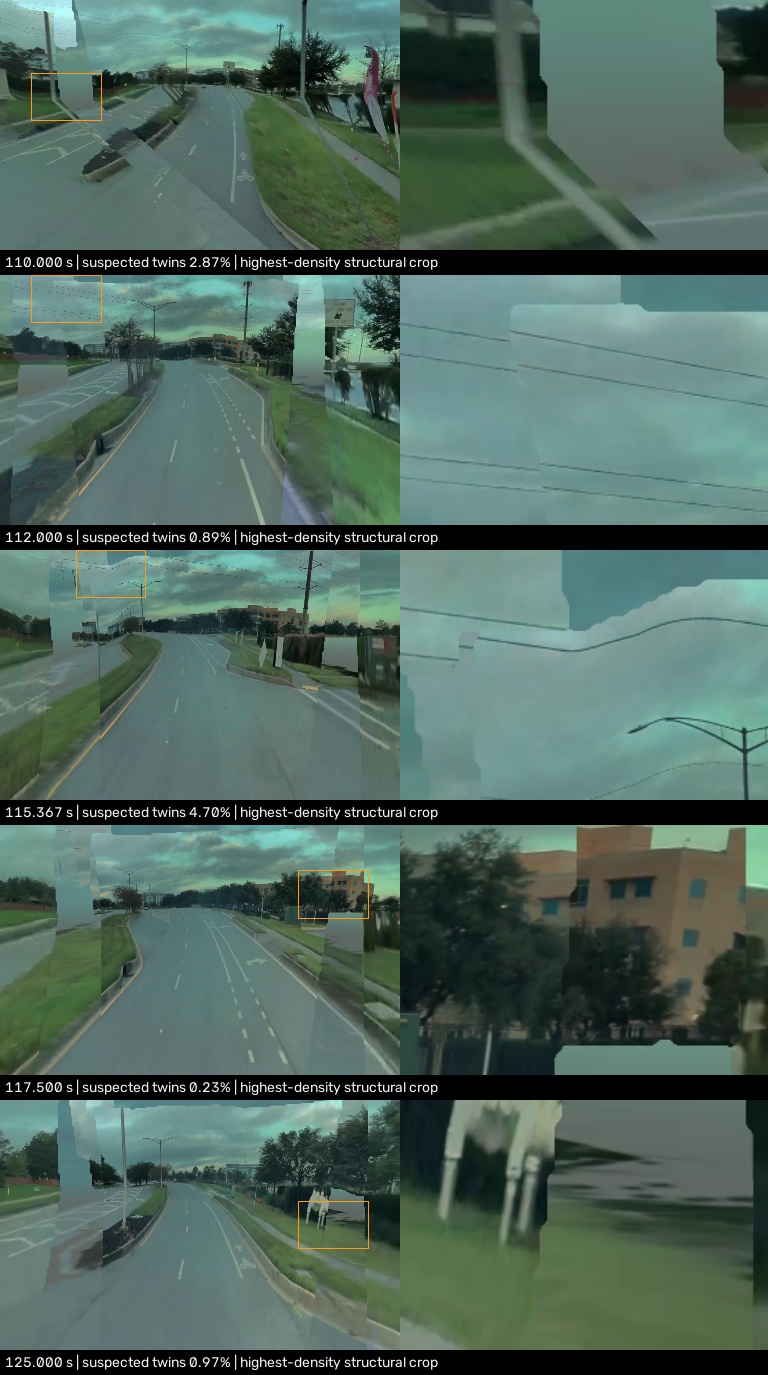 110.000 s | suspected twins 2.87% | highest-density structural crop
112.000 s | suspected twins 0.89% | highest-density structural crop
115.367 s | suspected twins 4.70% | highest-density structural crop
117.500 s | suspected twins 0.23% | highest-density structural crop
125.000 s | suspected twins 0.97% | highest-density structural crop